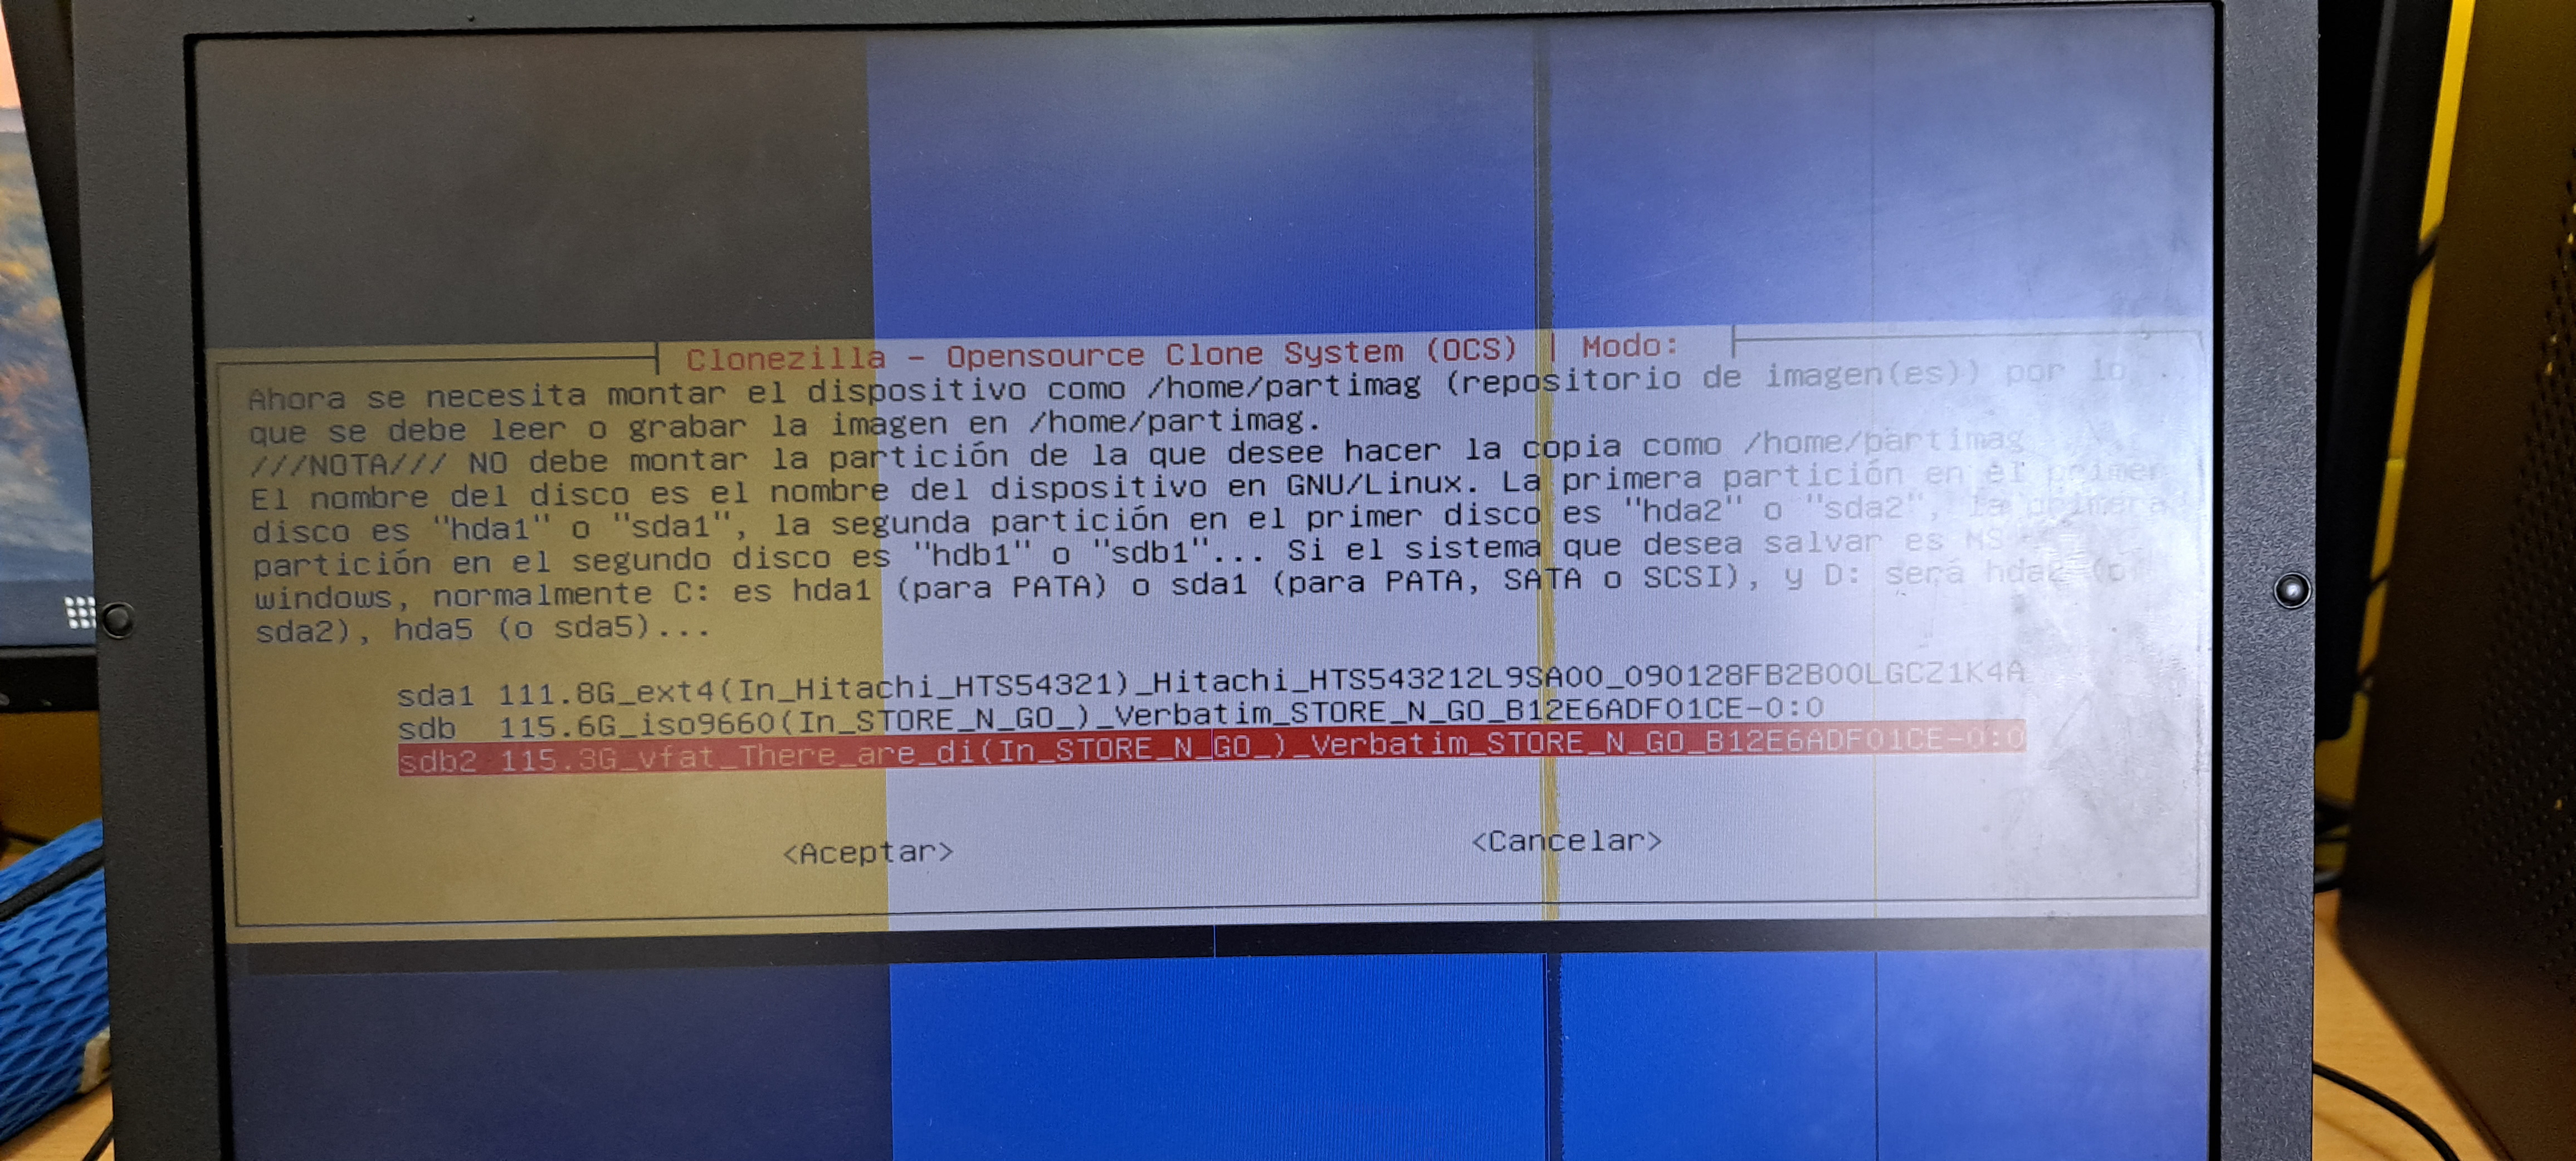 Clonezilla - Opensource Clone System (OCS) | Modo:
Ahora se necesita montar el dispositivo como /home/partimag (repositorio de imagen(es)) por lo
que se debe leer o grabar la imagen en /home/partimag.
///NOTA/// NO debe montar la partición de la que desee hacer la copia como /home/partimag
El nombre del disco es el nombre del dispositivo en GNU/Linux. La primera partición en el primer
disco es "hda1" o "sda1", la segunda partición en el primer disco es "hda2" o "sda2", la primera
partición en el segundo disco es "hdb1" o "sdb1"... Si el sistema que desea salvar es MS
windows, normalmente C: es hda1 (para PATA) o sda1 (para PATA, SATA o SCSI), y D: será hda2 (o
sda2), hda5 (o sda5)...
sda1 111.8G_ext4(In_Hitachi_HTS54321)_Hitachi_HTS543212L9SA00_090128FB2B00LGCZ1K4A
sdb 115.6G_iso9660(In_STORE_N_GO_)_Verbatim_STORE_N_GO_B12E6ADF01CE-0:0
sdb2 115.3G_vfat_There_are_di(In_STORE_N_GO_)_Verbatim_STORE_N_GO_B12E6ADF01CE-0:0
<Aceptar> <Cancelar>